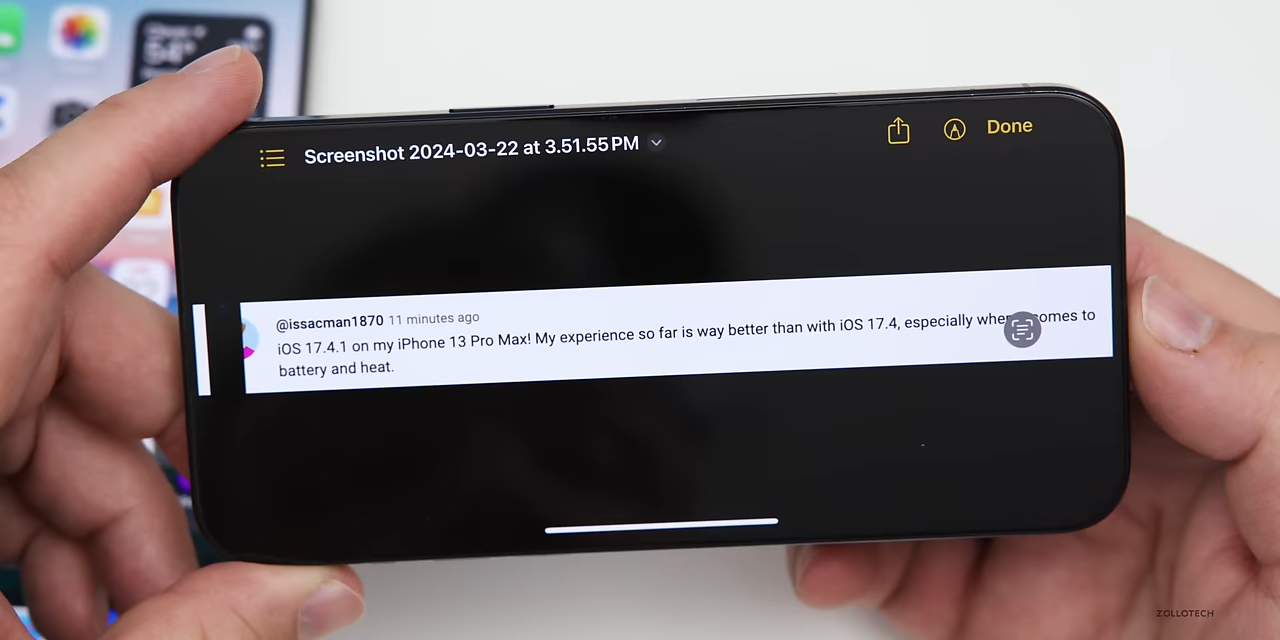 Screenshot 2024-03-22 at 3.51.55 PM
Done
@issacman1870 11 minutes ago
iOS 17.4.1 on my iPhone 13 Pro Max! My experience so far is way better than with iOS 17.4, especially when comes to
battery and heat.
ZOLLOTECH